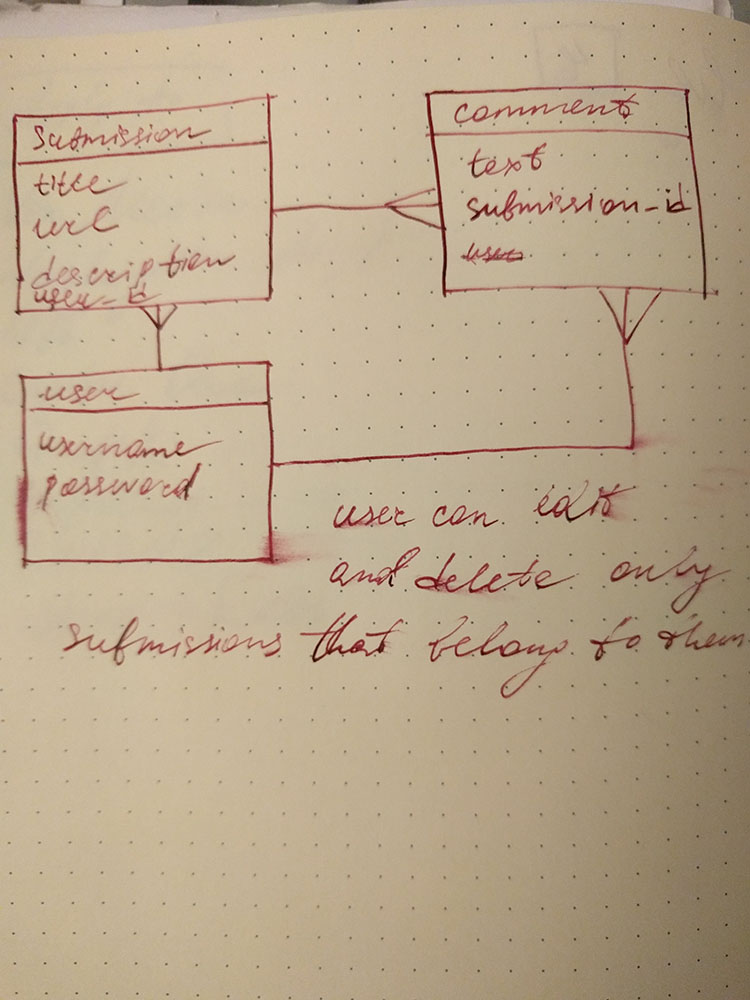 submission
title
url
description
user_id
comments
text
submission_id
user
user
username
password
user can edit
and delete only
submissions that belong to them